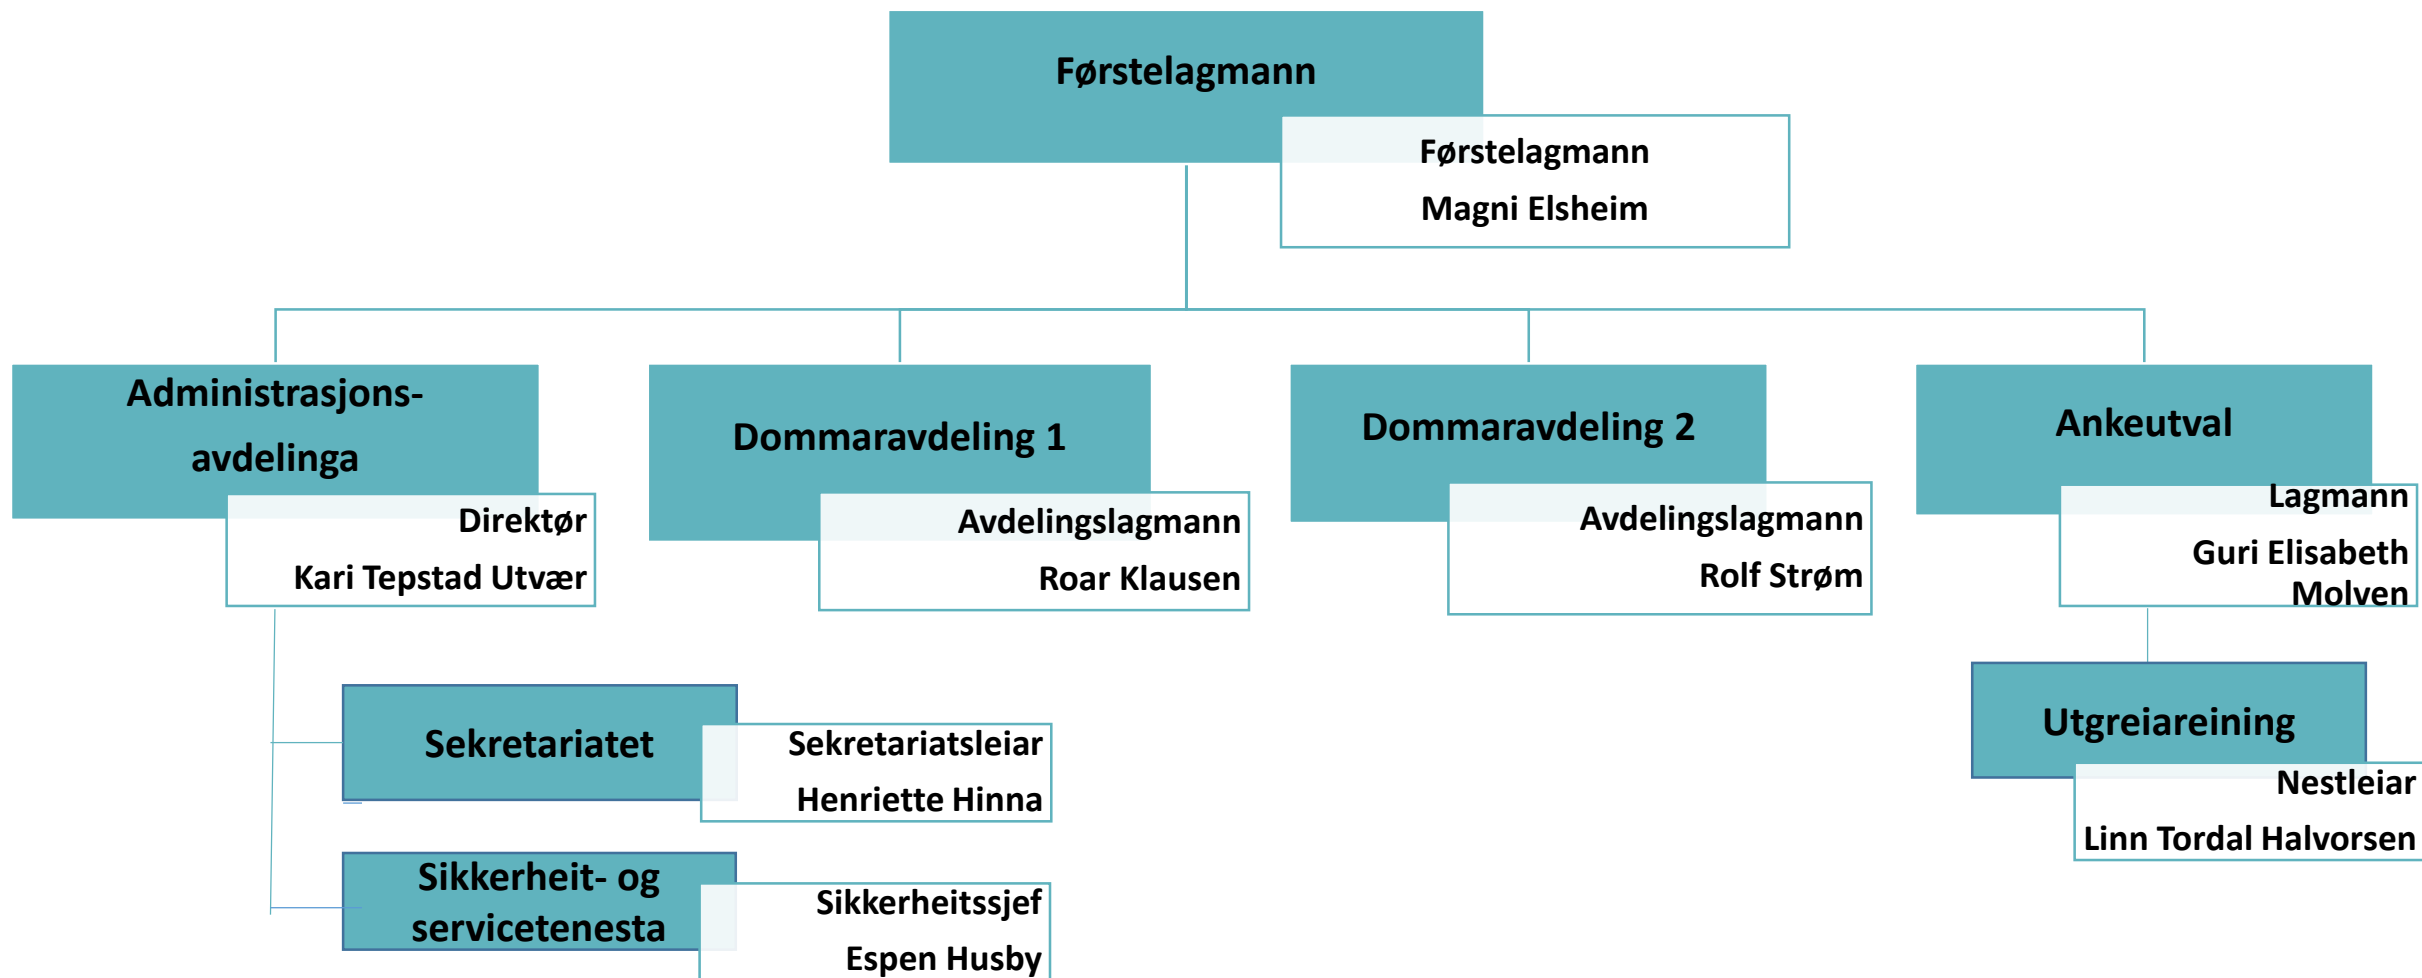 Førstelagmann
Førstelagmann
Magni Elsheim
Administrasjons-
avdelinga
Direktør
Kari Tepstad Utvær
Dommaravdeling 1
Avdelingslagmann
Roar Klausen
Dommaravdeling 2
Avdelingslagmann
Rolf Strøm
Ankeutval
Lagmann
Guri Elisabeth
Molven
Sekretariatet
Sekretariatsleiar
Henriette Hinna
Utgreiareining
Nestleiar
Linn Tordal Halvorsen
Sikkerheit- og
servicetenesta
Sikkerheitssjef
Espen Husby